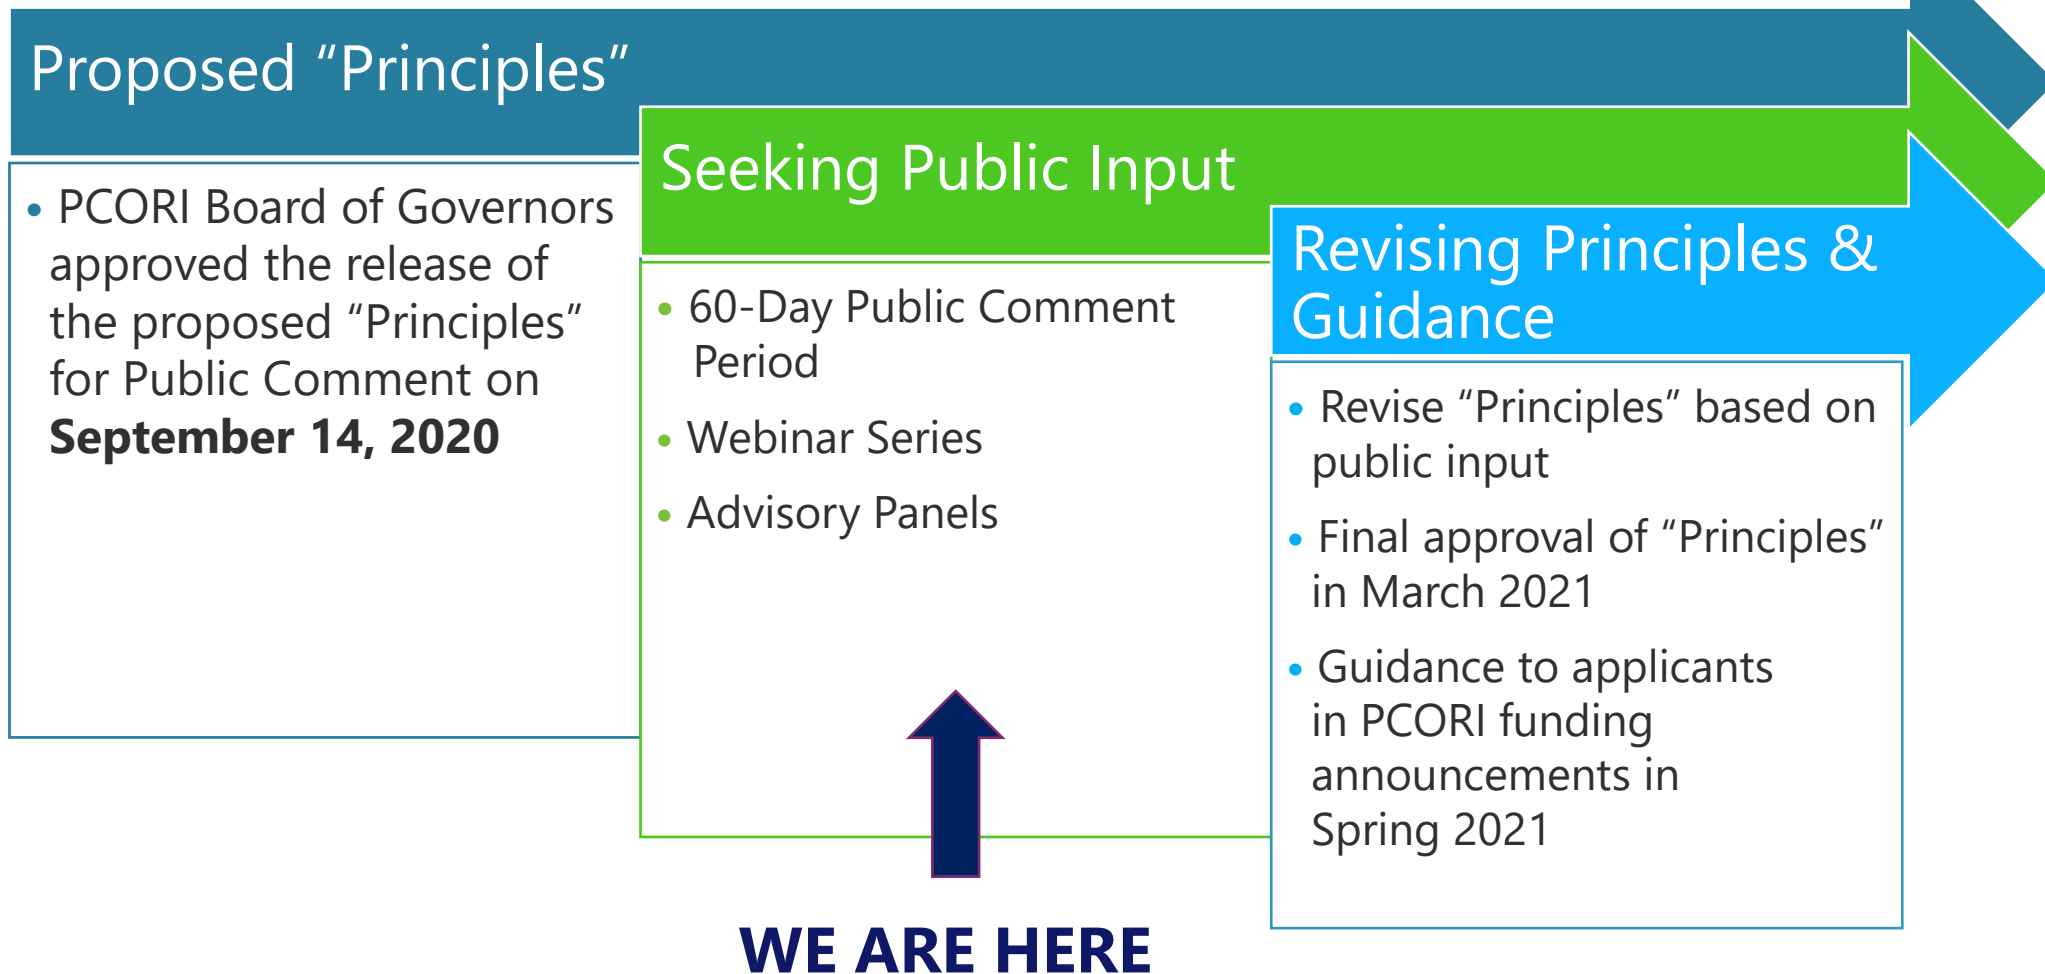 Proposed “Principles”
• PCORI Board of Governors
approved the release of
the proposed “Principles”
for Public Comment on
September 14, 2020
Seeking Public Input
• 60-Day Public Comment
Period
• Webinar Series
• Advisory Panels
Revising Principles &
Guidance
• Revise “Principles” based on
public input
• Final approval of “Principles”
in March 2021
• Guidance to applicants
in PCORI funding
announcements in
Spring 2021
WE ARE HERE